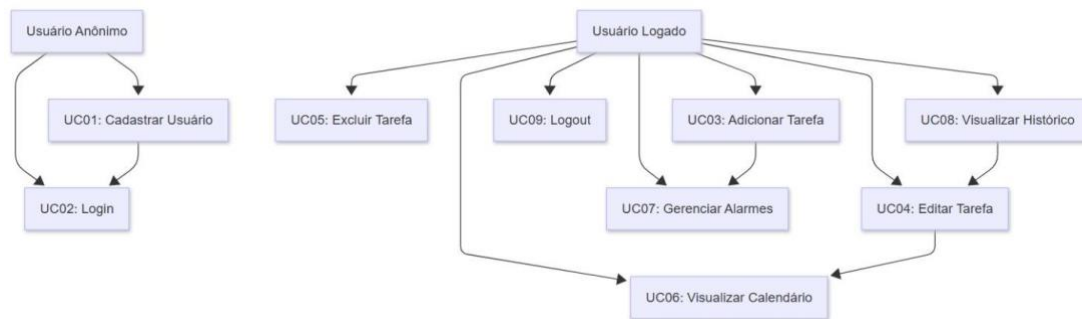 Usuário Anônimo
Usuário Logado
UC01: Cadastrar Usuário
UC05: Excluir Tarefa
UC09: Logout
UC03: Adicionar Tarefa
UC08: Visualizar Histórico
UC02: Login
UC07: Gerenciar Alarmes
UC04: Editar Tarefa
UC06: Visualizar Calendário